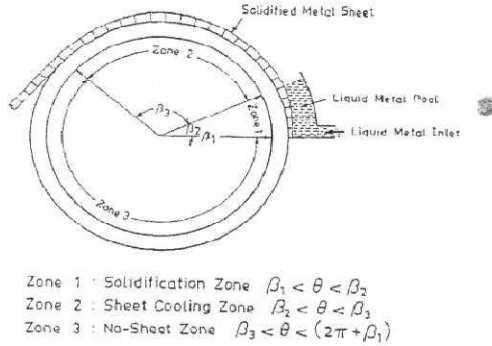 Solidified Metal Sheet
Zone 2
Liquid Metal Pool
β₃
β₂
Zone 1
β₁
Liquid Metal Inlet
Zone 3
Zone 1 : Solidification Zone β₁ < θ < β₂
Zone 2 : Sheet Cooling Zone β₂ < θ < β₃
Zone 3 : No-Sheet Zone β₃ < θ < (2π + β₁)